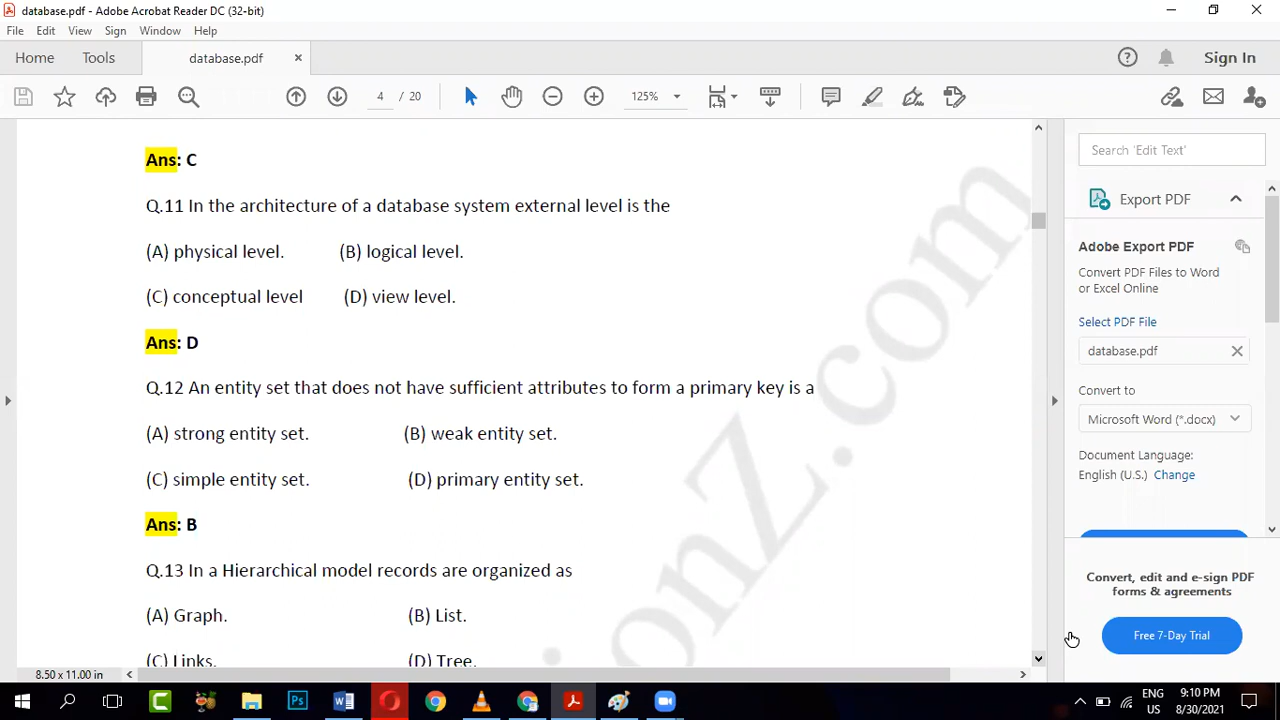 database.pdf - Adobe Acrobat Reader DC (32-bit)
File Edit View Sign Window Help
Home Tools database.pdf × Sign In
4 / 20 125%
Ans: C
Q.11 In the architecture of a database system external level is the
(A) physical level. (B) logical level.
(C) conceptual level (D) view level.
Ans: D
Q.12 An entity set that does not have sufficient attributes to form a primary key is a
(A) strong entity set. (B) weak entity set.
(C) simple entity set. (D) primary entity set.
Ans: B
Q.13 In a Hierarchical model records are organized as
(A) Graph. (B) List.
(C) Links. (D) Tree.
Search 'Edit Text'
Export PDF
Adobe Export PDF
Convert PDF Files to Word
or Excel Online
Select PDF File
database.pdf
Convert to
Microsoft Word (*.docx)
Document Language:
English (U.S.) Change
Convert, edit and e-sign PDF
forms & agreements
Free 7-Day Trial
8.50 x 11.00 in
ENG
US
9:10 PM
8/30/2021